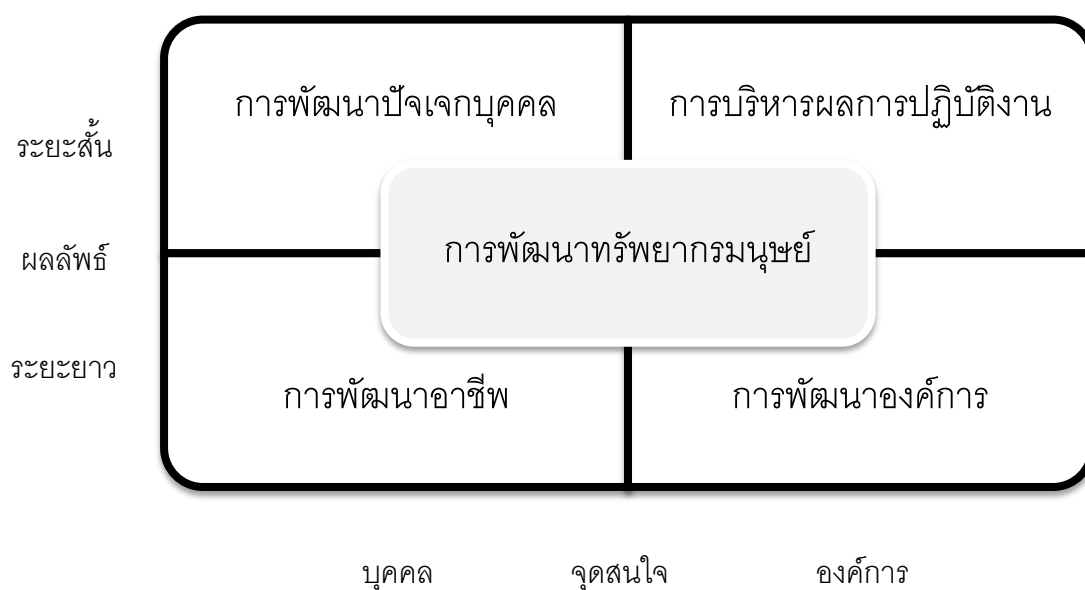 การพัฒนาปัจเจกบุคคล
การบริหารผลการปฏิบัติงาน
ระยะสั้น
การพัฒนาทรัพยากรมนุษย์
ผลลัพธ์
ระยะยาว
การพัฒนาอาชีพ
การพัฒนาองค์การ
บุคคล
จุดสนใจ
องค์การ